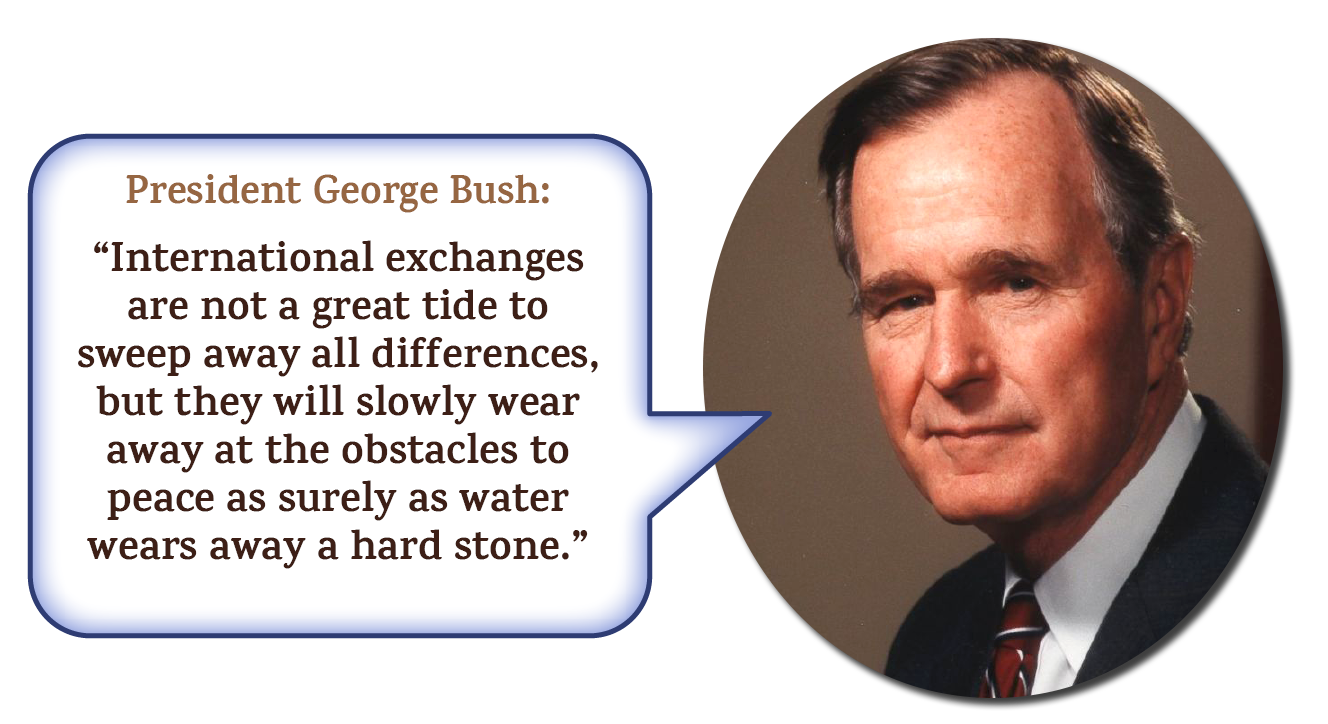 President George Bush:
“International exchanges
are not a great tide to
sweep away all differences,
but they will slowly wear
away at the obstacles to
peace as surely as water
wears away a hard stone.”